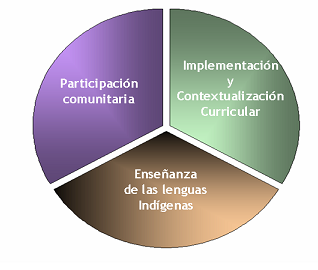 Participación
comunitaria
Implementación
y
Contextualización
Curricular
Enseñanza
de las lenguas
Indígenas